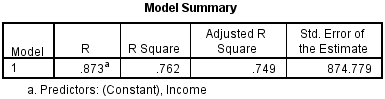 Model Summary
Model R R Square Adjusted R Square Std. Error of the Estimate
1 .873a .762 .749 874.779
a. Predictors: (Constant), Income